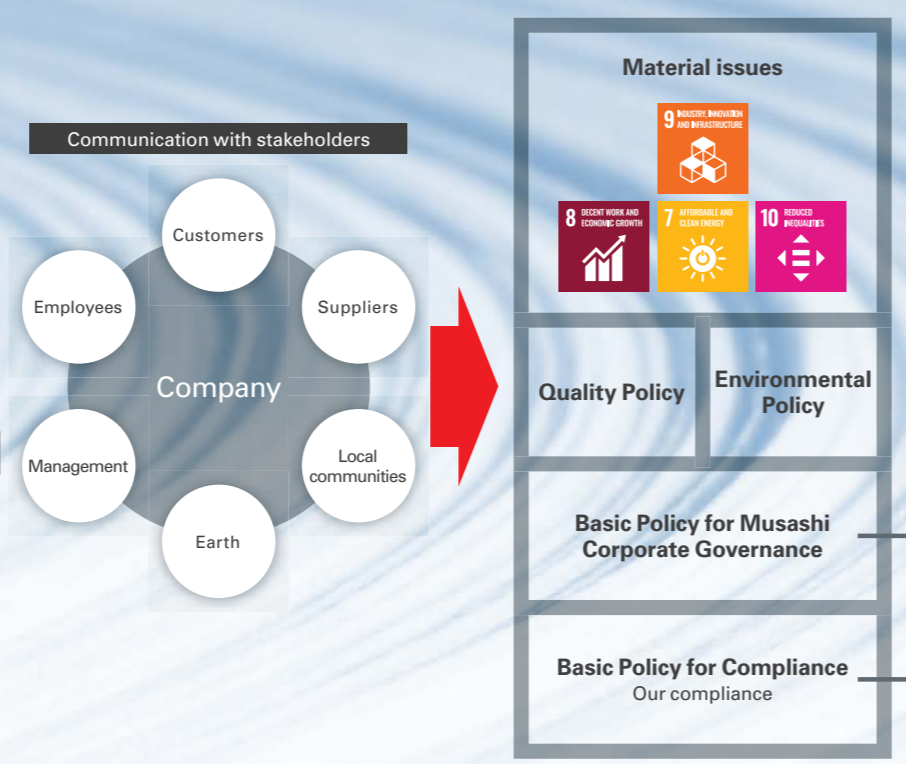 Communication with stakeholders
Customers
Employees
Suppliers
Company
Management
Local
communities
Earth
Material issues
9 INDUSTRY, INNOVATION
AND INFRASTRUCTURE
8 DECENT WORK AND
ECONOMIC GROWTH
7 AFFORDABLE AND
CLEAN ENERGY
10 REDUCED
INEQUALITIES
Quality Policy
Environmental
Policy
Basic Policy for Musashi
Corporate Governance
Basic Policy for Compliance
Our compliance